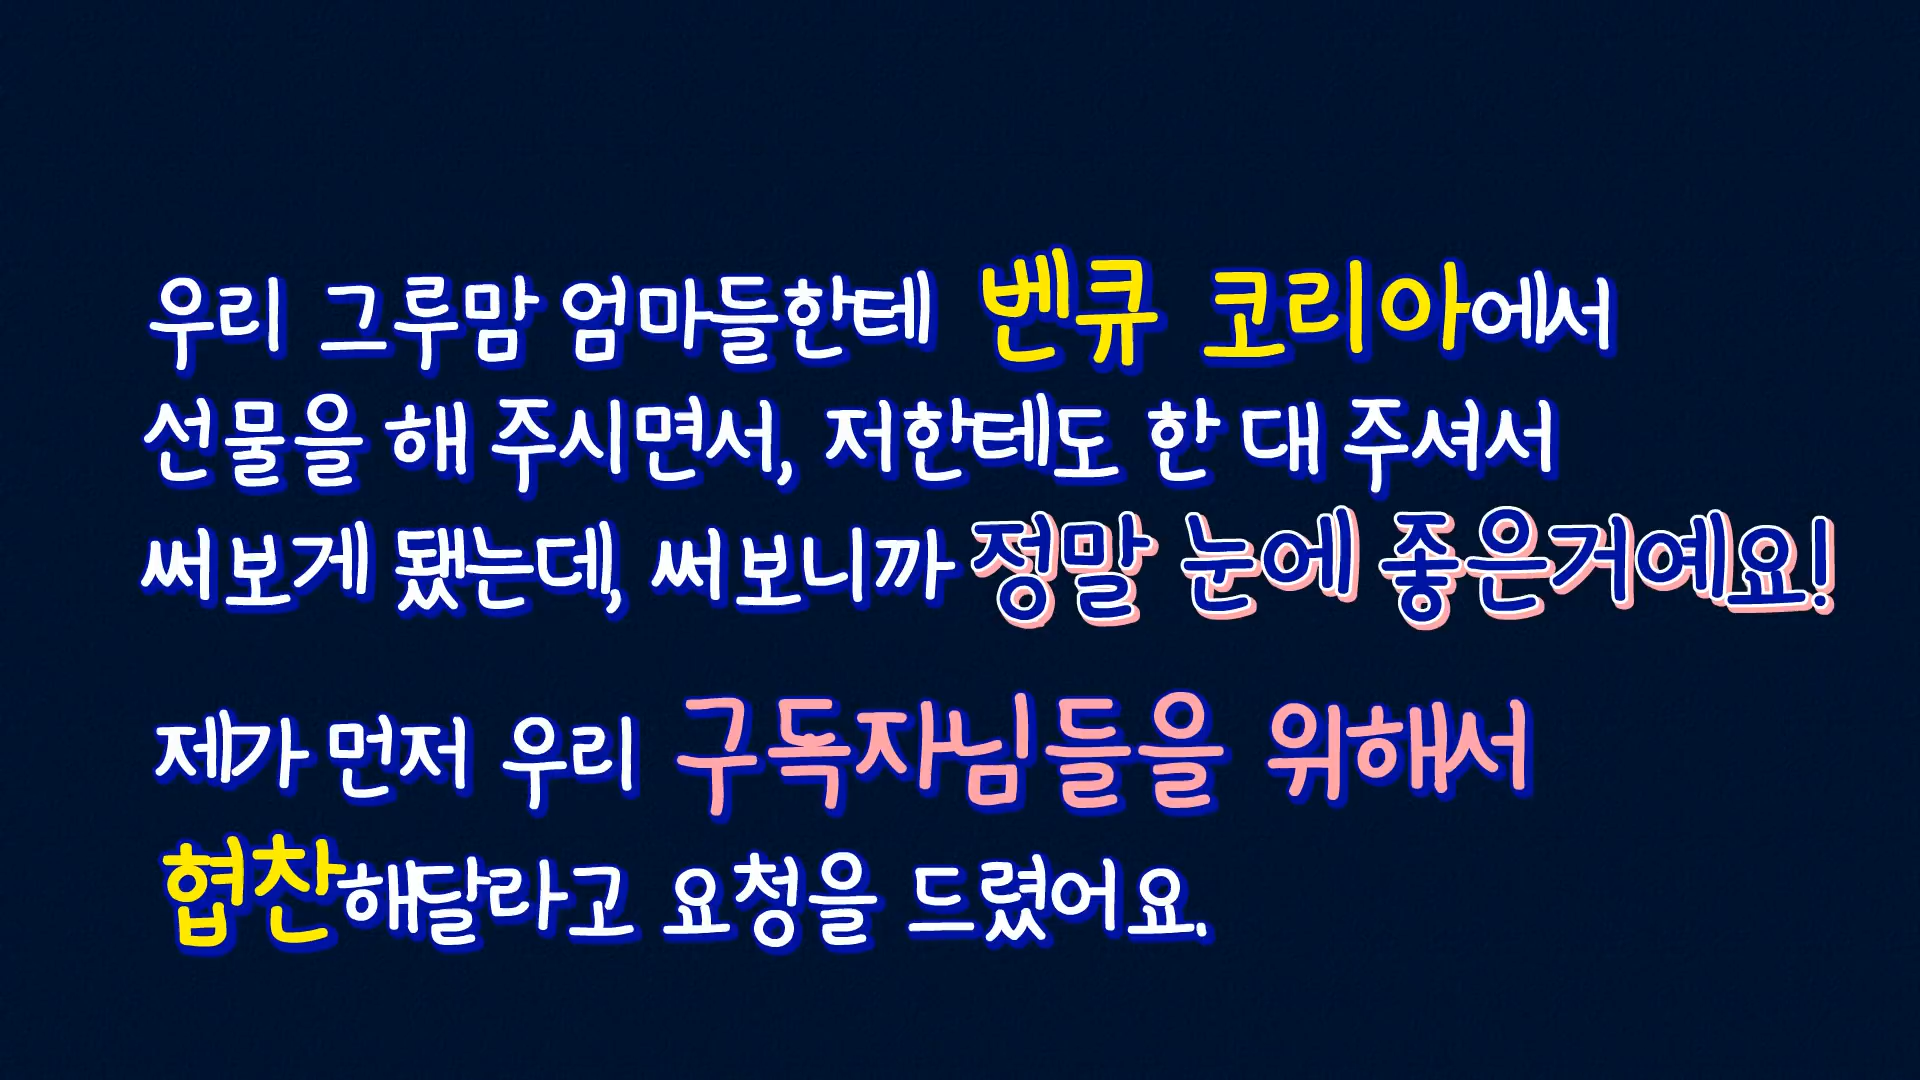 우리 그루맘 엄마들한테 벤큐 코리아에서
선물을 해 주시면서, 저한테도 한 대 주셔서
써보게 됐는데, 써보니까 정말 눈에 좋은거예요!
제가 먼저 우리 구독자님들을 위해서
협찬해달라고 요청을 드렸어요.